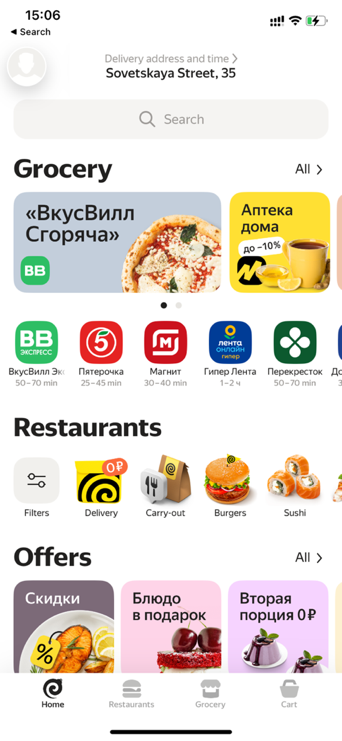 15:06
◀ Search
Delivery address and time >
Sovetskaya Street, 35
Search
Grocery
All >
«ВкусВилл
Сгоряча»
ВВ
Аптека
дома
до −10%
М
ВВ
ЭКСПРЕСС
5
М
лента
онлайн
гипер
ВкусВилл Эк
Пятерочка
Магнит
Гипер Лента
Перекресток
50–70 min
25–45 min
30–40 min
1–2 ч
50–70 min
Restaurants
0₽
Filters
Delivery
Carry-out
Burgers
Sushi
Offers
All >
Скидки
%
Блюдо
в подарок
Вторая
порция 0₽
Home
Restaurants
Grocery
Cart